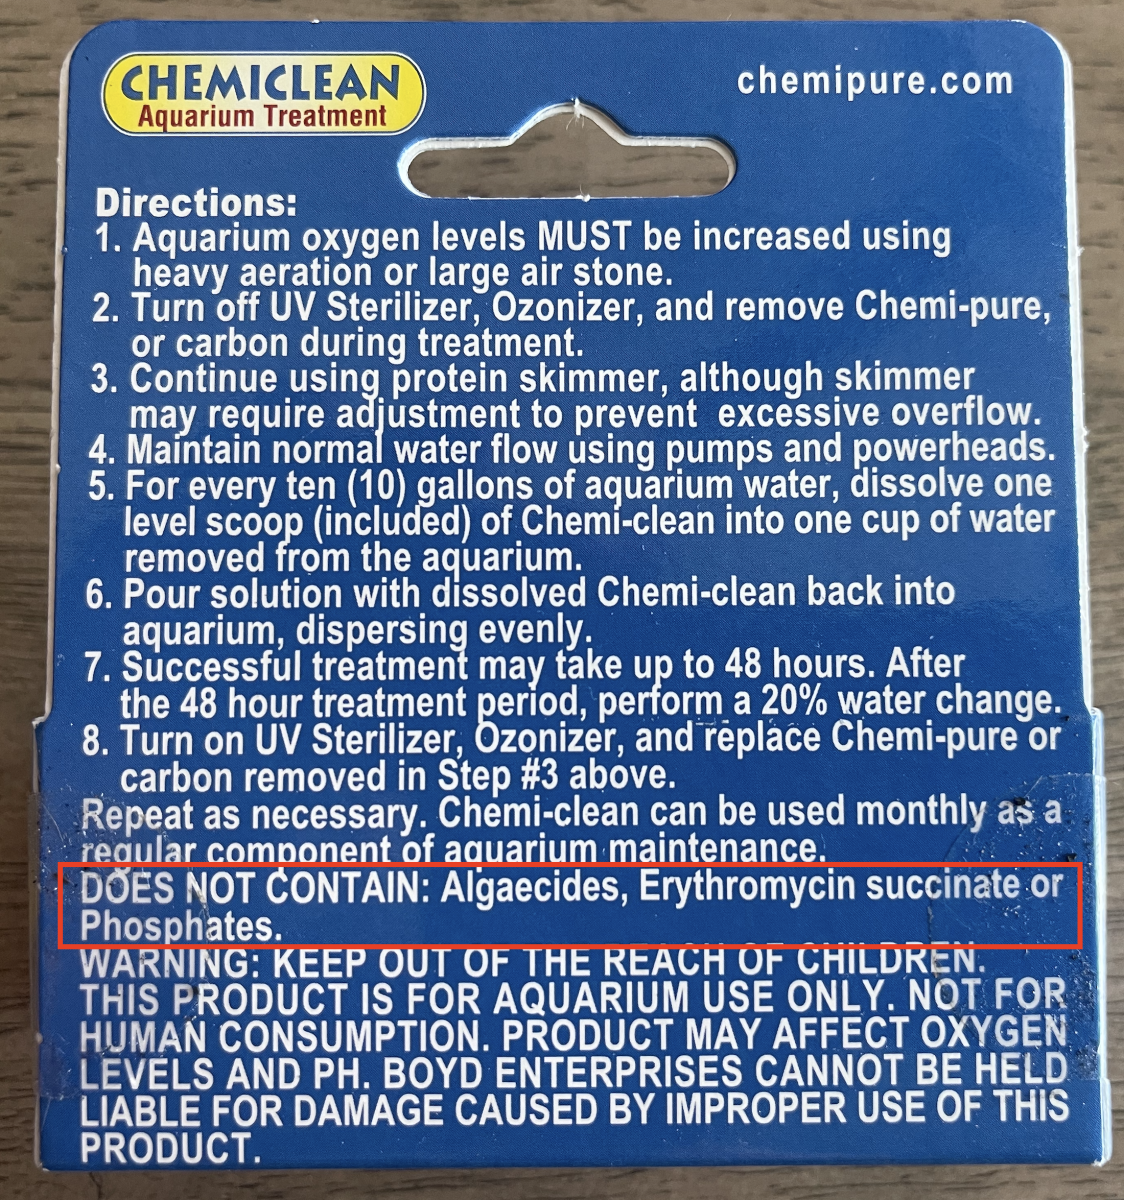 CHEMICLEAN
Aquarium Treatment
chemipure.com
Directions:
1. Aquarium oxygen levels MUST be increased using
heavy aeration or large air stone.
2. Turn off UV Sterilizer, Ozonizer, and remove Chemi-pure,
or carbon during treatment.
3. Continue using protein skimmer, although skimmer
may require adjustment to prevent excessive overflow.
4. Maintain normal water flow using pumps and powerheads.
5. For every ten (10) gallons of aquarium water, dissolve one
level scoop (included) of Chemi-clean into one cup of water
removed from the aquarium.
6. Pour solution with dissolved Chemi-clean back into
aquarium, dispersing evenly.
7. Successful treatment may take up to 48 hours. After
the 48 hour treatment period, perform a 20% water change.
8. Turn on UV Sterilizer, Ozonizer, and replace Chemi-pure or
carbon removed in Step #3 above.
Repeat as necessary. Chemi-clean can be used monthly as a
regular component of aquarium maintenance.
DOES NOT CONTAIN: Algaecides, Erythromycin succinate or
Phosphates.
WARNING: KEEP OUT OF THE REACH OF CHILDREN.
THIS PRODUCT IS FOR AQUARIUM USE ONLY. NOT FOR
HUMAN CONSUMPTION. PRODUCT MAY AFFECT OXYGEN
LEVELS AND PH. BOYD ENTERPRISES CANNOT BE HELD
LIABLE FOR DAMAGE CAUSED BY IMPROPER USE OF THIS
PRODUCT.